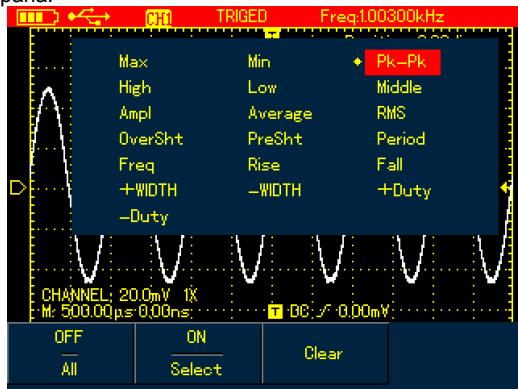 CH1 TRIGED Freq:1.00300kHz
Max Min Pk-Pk
High Low Middle
Ampl Average RMS
OverSht PreSht Period
Freq Rise Fall
+WIDTH -WIDTH +Duty
-Duty
CHANNEL: 20.0mV 1X
M: 500.00µs 0.00ns T DC 0.00mV
OFF ON Clear
All Select